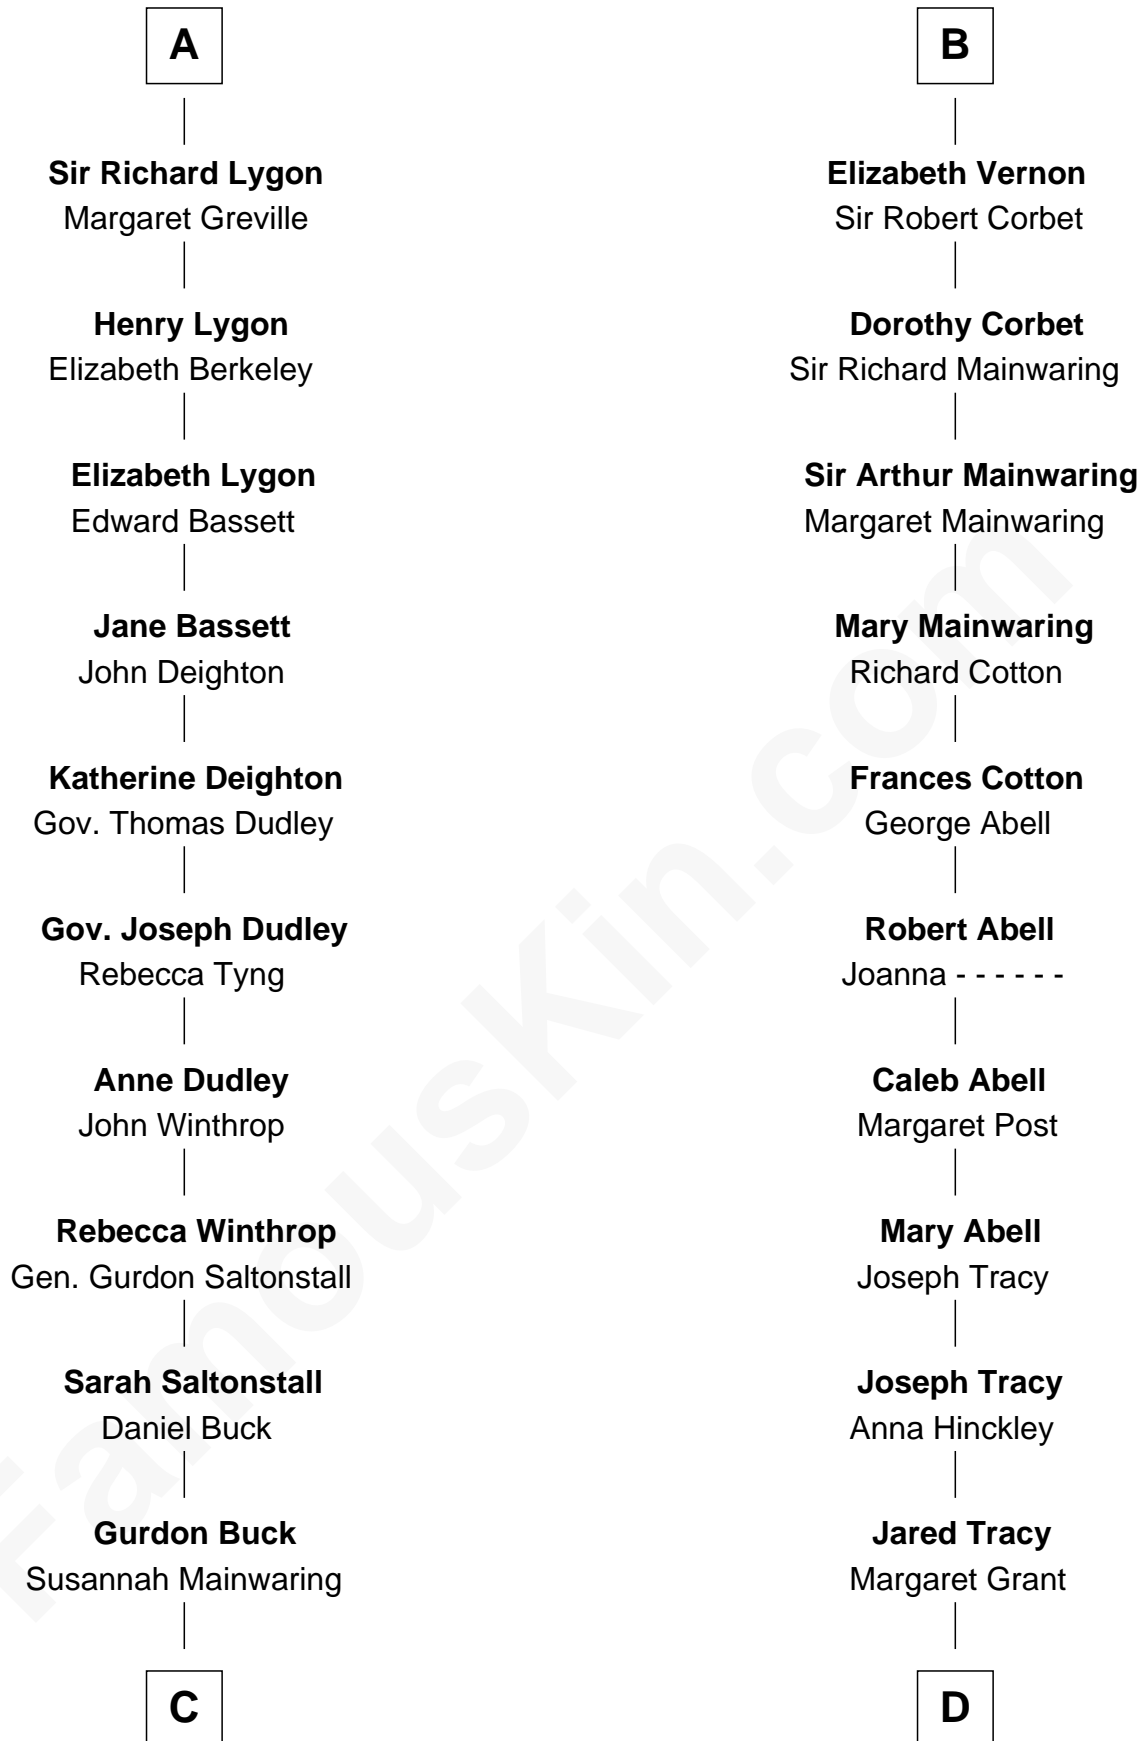 A
Sir Richard Lygon
Margaret Greville
Henry Lygon
Elizabeth Berkeley
Elizabeth Lygon
Edward Bassett
Jane Bassett
John Deighton
Katherine Deighton
Gov. Thomas Dudley
Gov. Joseph Dudley
Rebecca Tyng
Anne Dudley
John Winthrop
Rebecca Winthrop
Gen. Gurdon Saltonstall
Sarah Saltonstall
Daniel Buck
Gurdon Buck
Susannah Mainwaring
C
B
Elizabeth Vernon
Sir Robert Corbet
Dorothy Corbet
Sir Richard Mainwaring
Sir Arthur Mainwaring
Margaret Mainwaring
Mary Mainwaring
Richard Cotton
Frances Cotton
George Abell
Robert Abell
Joanna - - - - - -
Caleb Abell
Margaret Post
Mary Abell
Joseph Tracy
Joseph Tracy
Anna Hinckley
Jared Tracy
Margaret Grant
D
FamousKin.com